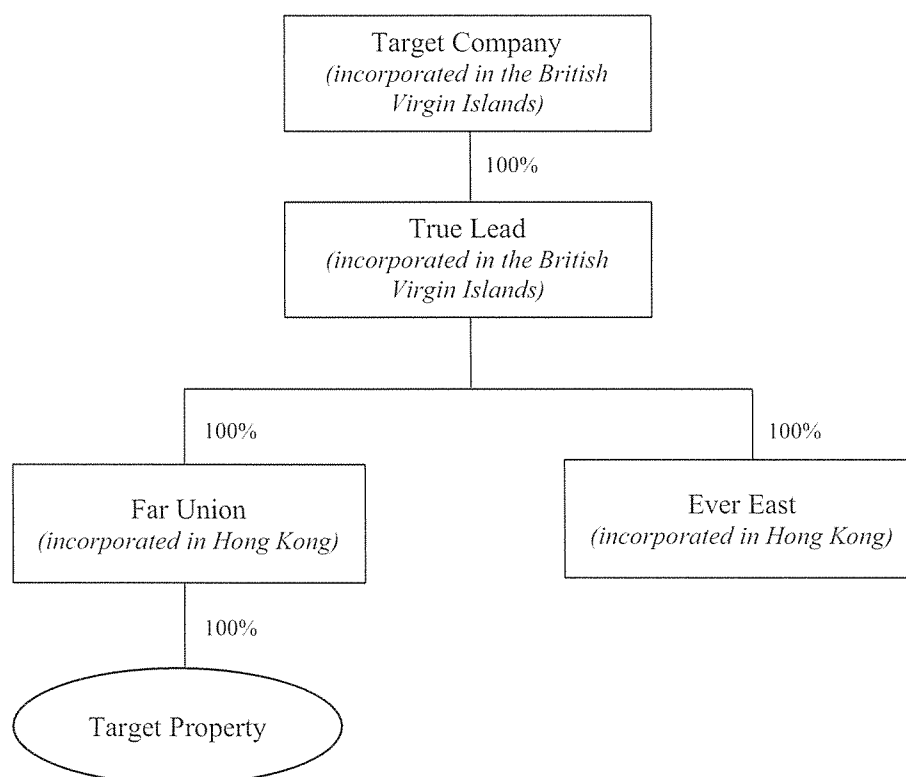 Target Company
(incorporated in the British
Virgin Islands)
100%
True Lead
(incorporated in the British
Virgin Islands)
100%
100%
Far Union
(incorporated in Hong Kong)
Ever East
(incorporated in Hong Kong)
100%
Target Property